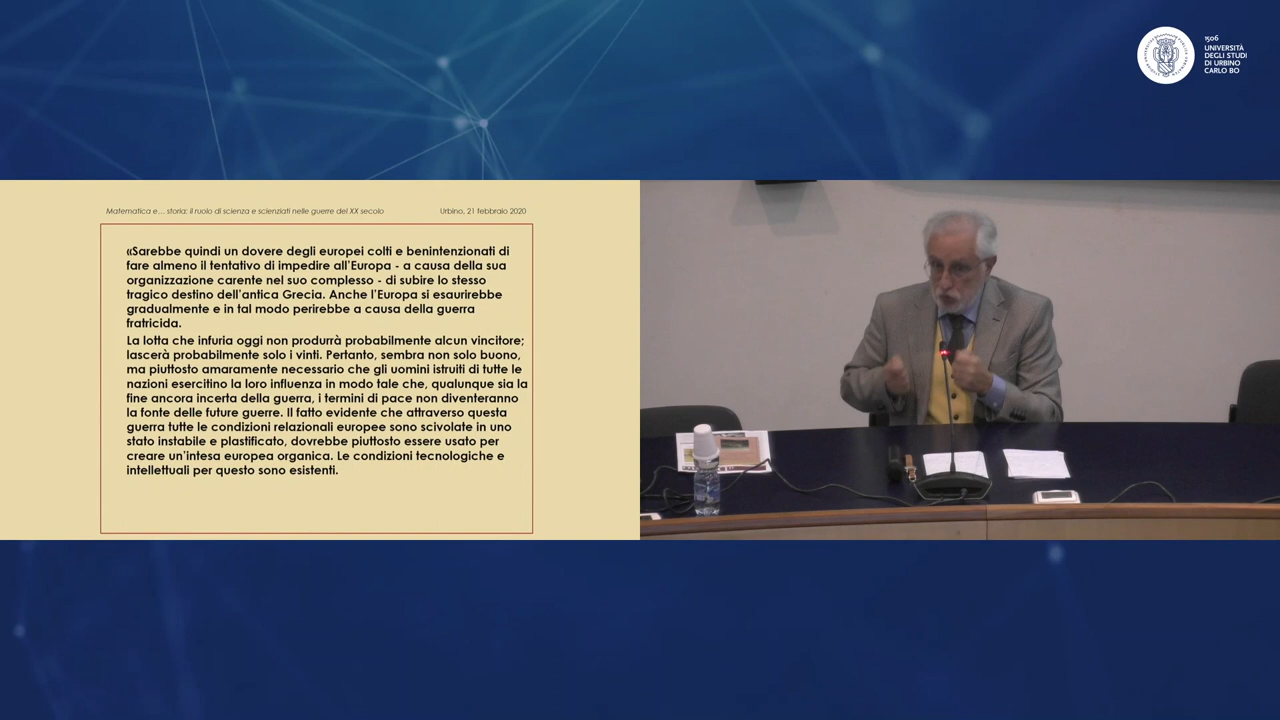 1506
UNIVERSITÀ
DEGLI STUDI
DI URBINO
CARLO BO
Matematica e... storia: il ruolo di scienza e scienziati nelle guerre del XX secolo
Urbino, 21 febbraio 2020
«Sarebbe quindi un dovere degli europei colti e benintenzionati di
fare almeno il tentativo di impedire all'Europa - a causa della sua
organizzazione carente nel suo complesso - di subire lo stesso
tragico destino dell'antica Grecia. Anche l'Europa si esaurirebbe
gradualmente e in tal modo perirebbe a causa della guerra
fratricida.
La lotta che infuria oggi non produrrà probabilmente alcun vincitore;
lascerà probabilmente solo i vinti. Pertanto, sembra non solo buono,
ma piuttosto amaramente necessario che gli uomini istruiti di tutte le
nazioni esercitino la loro influenza in modo tale che, qualunque sia la
fine ancora incerta della guerra, i termini di pace non diventeranno
la fonte delle future guerre. Il fatto evidente che attraverso questa
guerra tutte le condizioni relazionali europee sono scivolate in uno
stato instabile e plastificato, dovrebbe piuttosto essere usato per
creare un'intesa europea organica. Le condizioni tecnologiche e
intellettuali per questo sono esistenti.